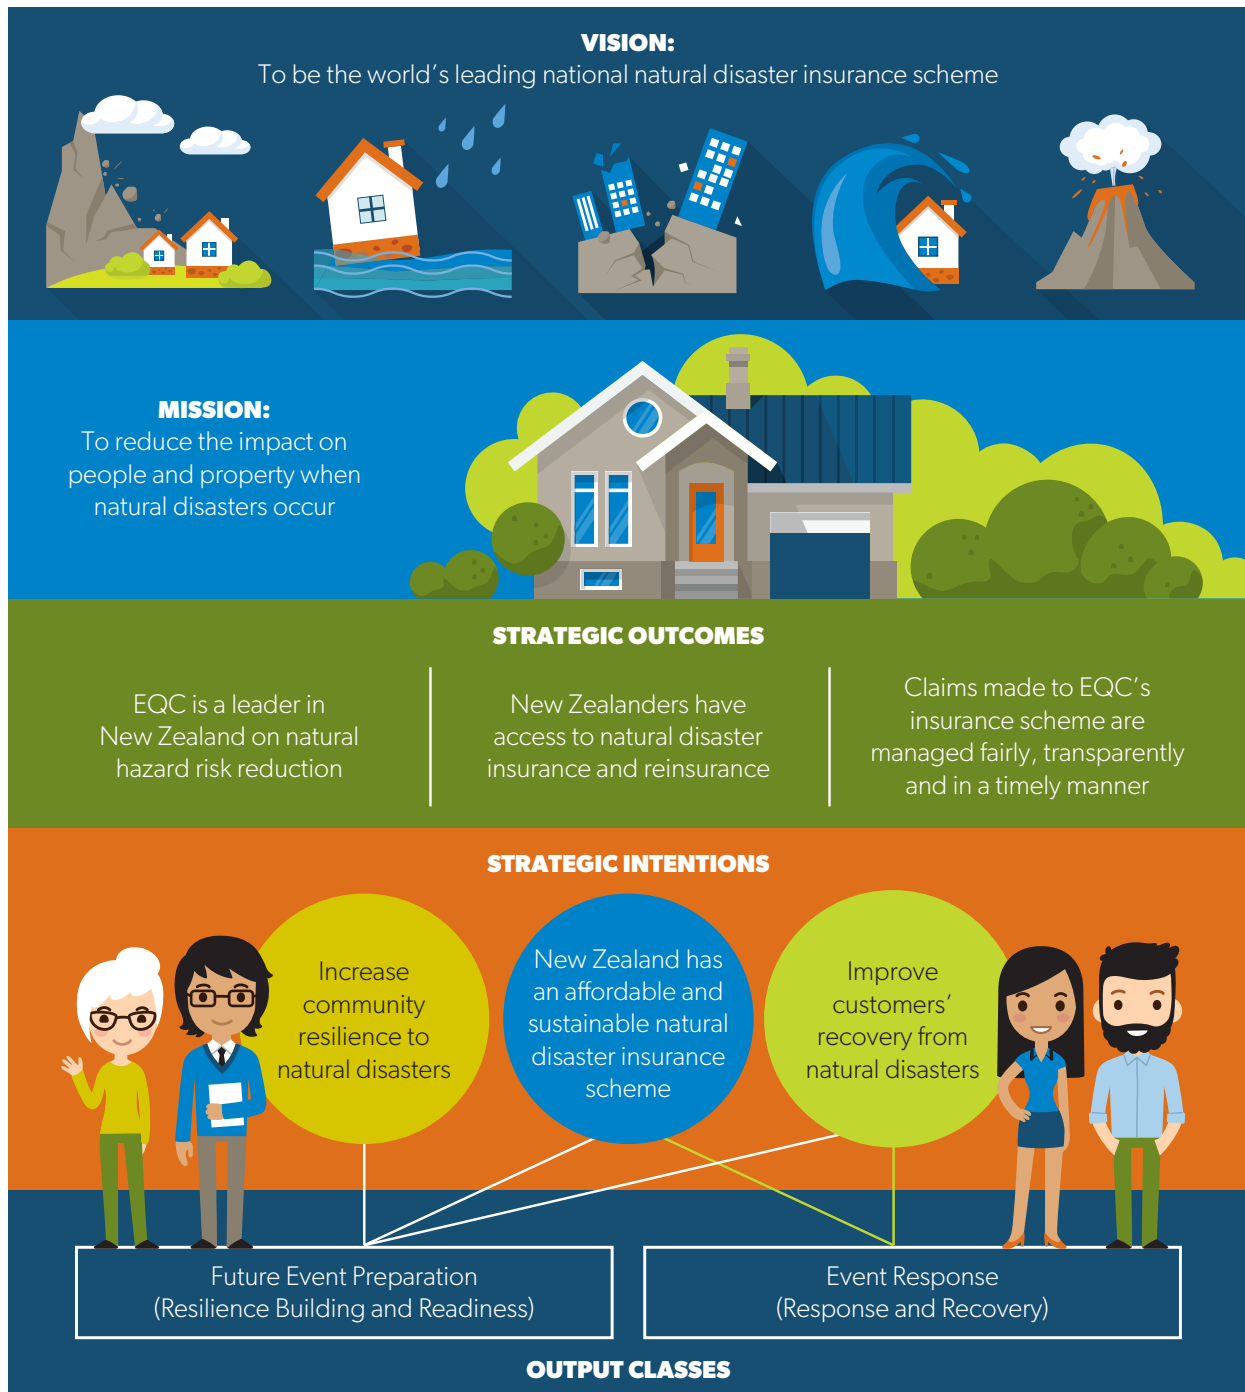 VISION:
To be the world's leading national natural disaster insurance scheme
MISSION:
To reduce the impact on
people and property when
natural disasters occur
STRATEGIC OUTCOMES
EQC is a leader in
New Zealand on natural
hazard risk reduction
New Zealanders have
access to natural disaster
insurance and reinsurance
Claims made to EQC's
insurance scheme are
managed fairly, transparently
and in a timely manner
STRATEGIC INTENTIONS
Increase
community
resilience to
natural disasters
New Zealand has
an affordable and
sustainable natural
disaster insurance
scheme
Improve
customers'
recovery from
natural disasters
Future Event Preparation
(Resilience Building and Readiness)
Event Response
(Response and Recovery)
OUTPUT CLASSES